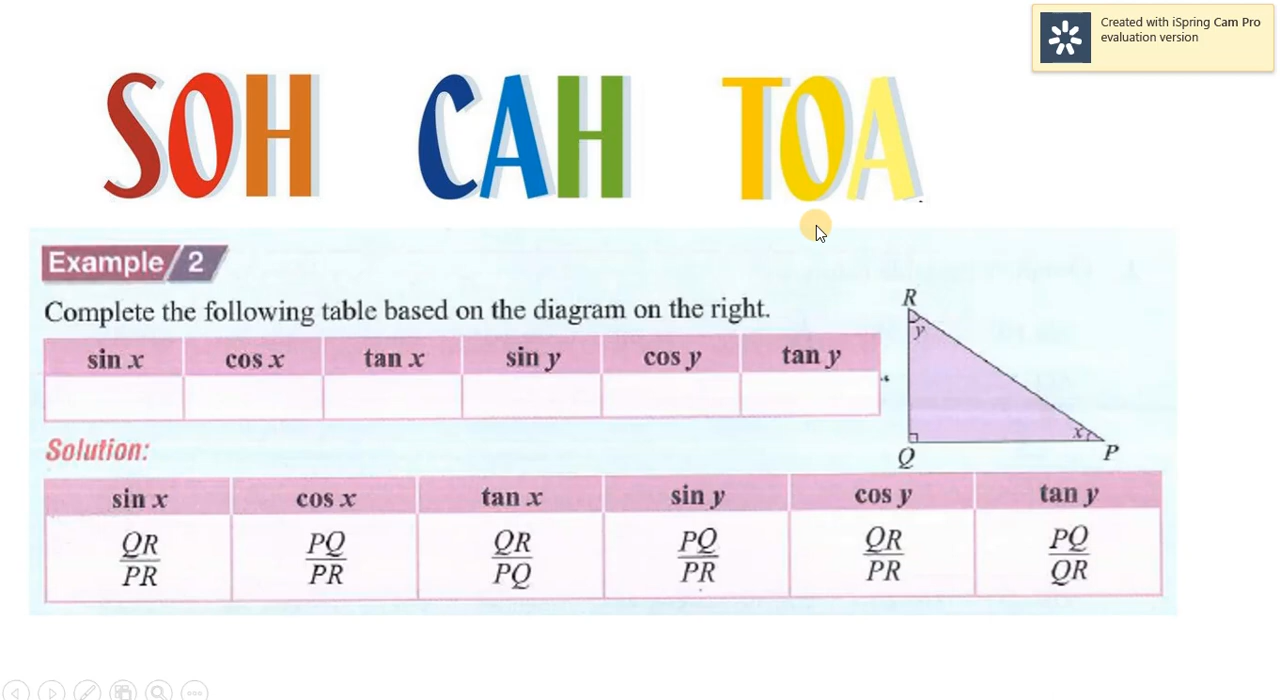 Created with iSpring Cam Pro
evaluation version
SOH CAH TOA
Example 2
Complete the following table based on the diagram on the right.
sin x cos x tan x sin y cos y tan y
R
y
x
Q P
Solution:
sin x cos x tan x sin y cos y tan y
QR PQ QR PQ QR PQ
PR PR PQ PR PR QR